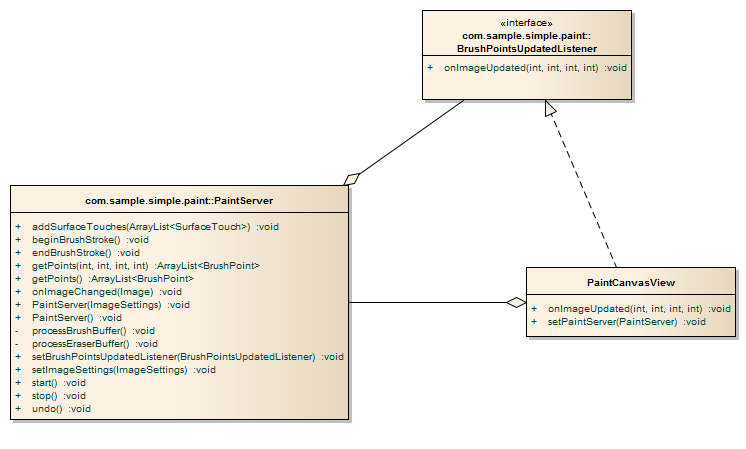 «interface»
com.sample.simple.paint::
BrushPointsUpdatedListener
+ onImageUpdated(int, int, int, int) :void
com.sample.simple.paint::PaintServer
+ addSurfaceTouches(ArrayList<SurfaceTouch>) :void
+ beginBrushStroke() :void
+ endBrushStroke() :void
+ getPoints(int, int, int, int) :ArrayList<BrushPoint>
+ getPoints() :ArrayList<BrushPoint>
+ onImageChanged(Image) :void
+ PaintServer(ImageSettings) :void
+ PaintServer() :void
- processBrushBuffer() :void
- processEraserBuffer() :void
+ setBrushPointsUpdatedListener(BrushPointsUpdatedListener) :void
+ setImageSettings(ImageSettings) :void
+ start() :void
+ stop() :void
+ undo() :void
PaintCanvasView
+ onImageUpdated(int, int, int, int) :void
+ setPaintServer(PaintServer) :void